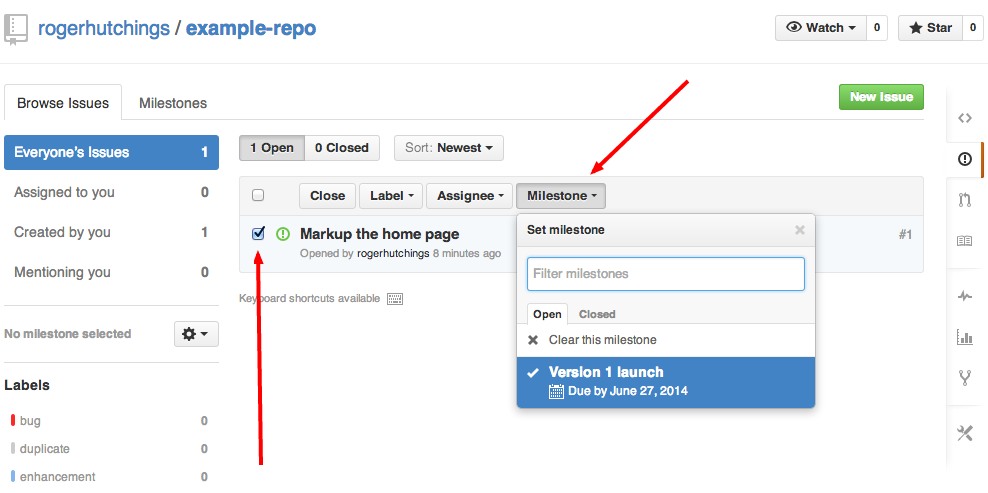 rogerhutchings / example-repo
Watch 0 Star 0
Browse Issues Milestones
New Issue
Everyone's Issues 1
Assigned to you 0
Created by you 1
Mentioning you 0
No milestone selected
Labels
bug 0
duplicate 0
enhancement 0
1 Open 0 Closed Sort: Newest
Close Label Assignee Milestone
Markup the home page #1
Opened by rogerhutchings 8 minutes ago
Keyboard shortcuts available
Set milestone
Filter milestones
Open Closed
Clear this milestone
Version 1 launch
Due by June 27, 2014